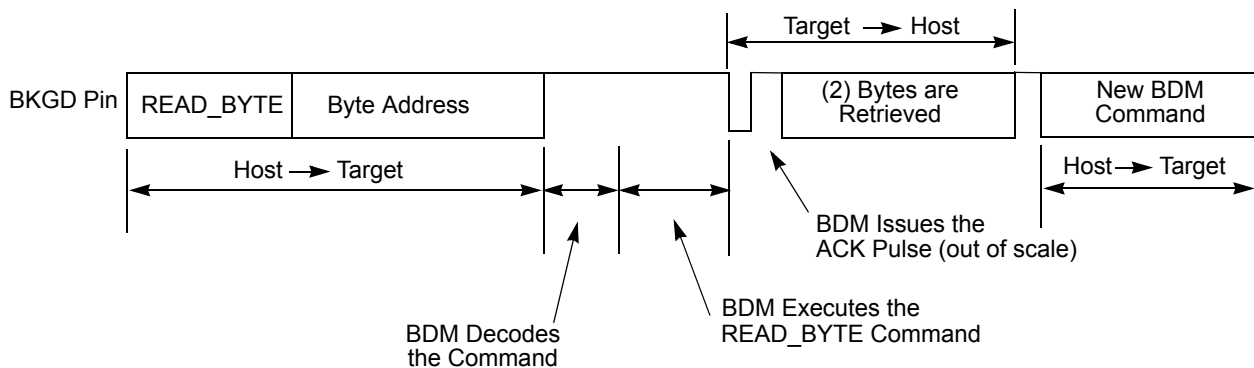 Target → Host
BKGD Pin
READ_BYTE
Byte Address
(2) Bytes are
Retrieved
New BDM
Command
Host → Target
Host → Target
BDM Issues the
ACK Pulse (out of scale)
BDM Decodes
the Command
BDM Executes the
READ_BYTE Command